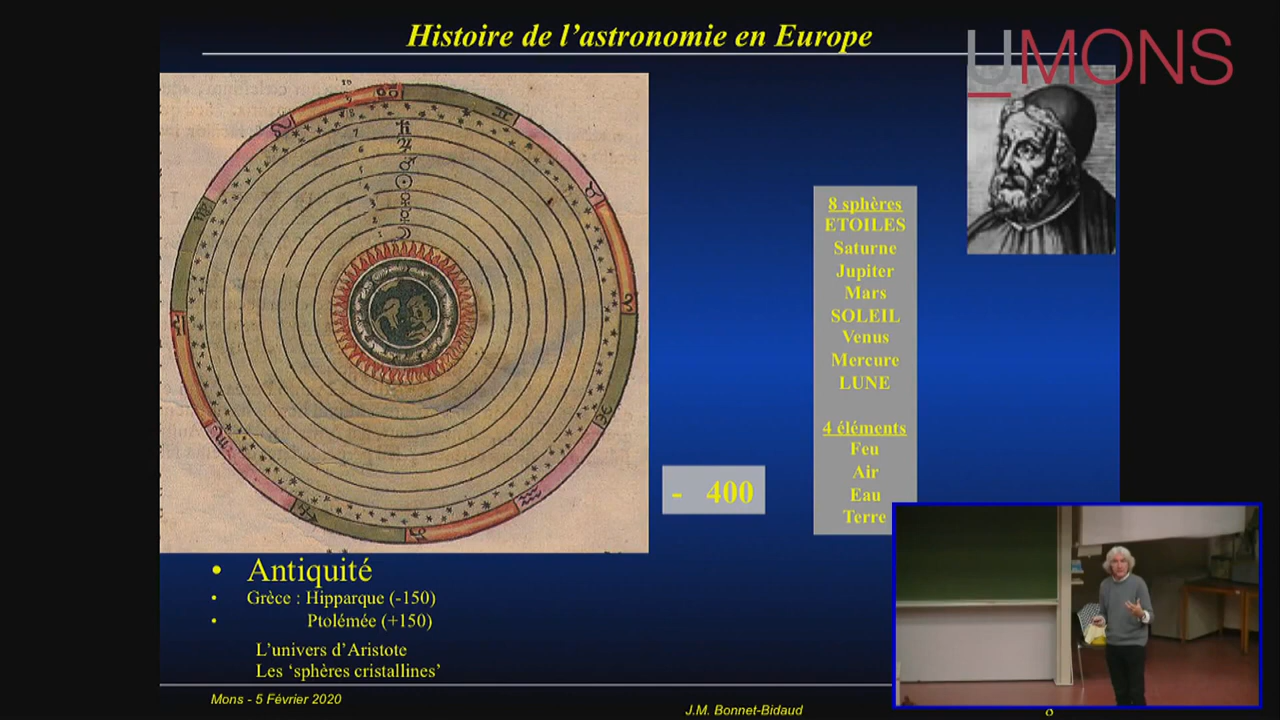 Histoire de l’astronomie en Europe
UMONS
8 sphères
ETOILES
Saturne
Jupiter
Mars
SOLEIL
Venus
Mercure
LUNE
4 éléments
Feu
Air
Eau
Terre
- 400
• Antiquité
• Grèce : Hipparque (-150)
• Ptolémée (+150)
L’univers d’Aristote
Les ‘sphères cristallines’
Mons - 5 Février 2020
J.M. Bonnet-Bidaud